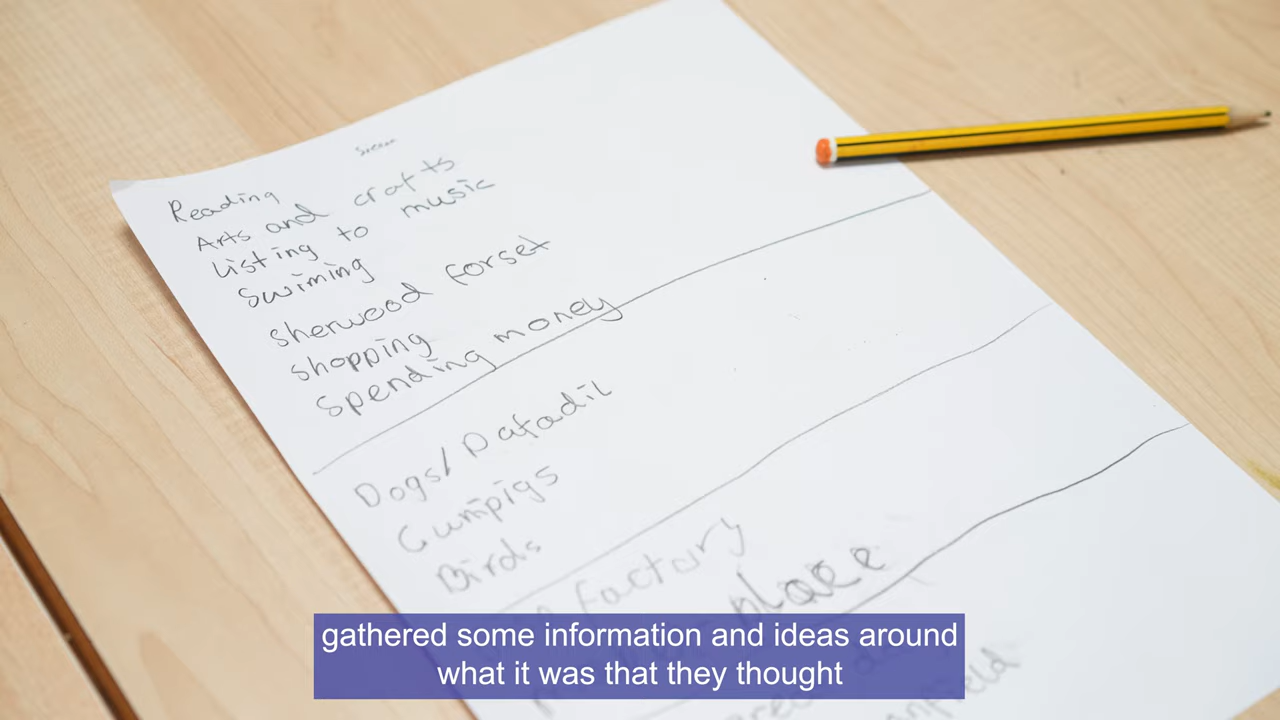 Reading
Arts and crafts
Listing to music
Swiming
Sherwood forset
Shopping
Spending money
Dogs/Dafadil
Gumpigs
Birds
factory
place
gathered some information and ideas around
what it was that they thought